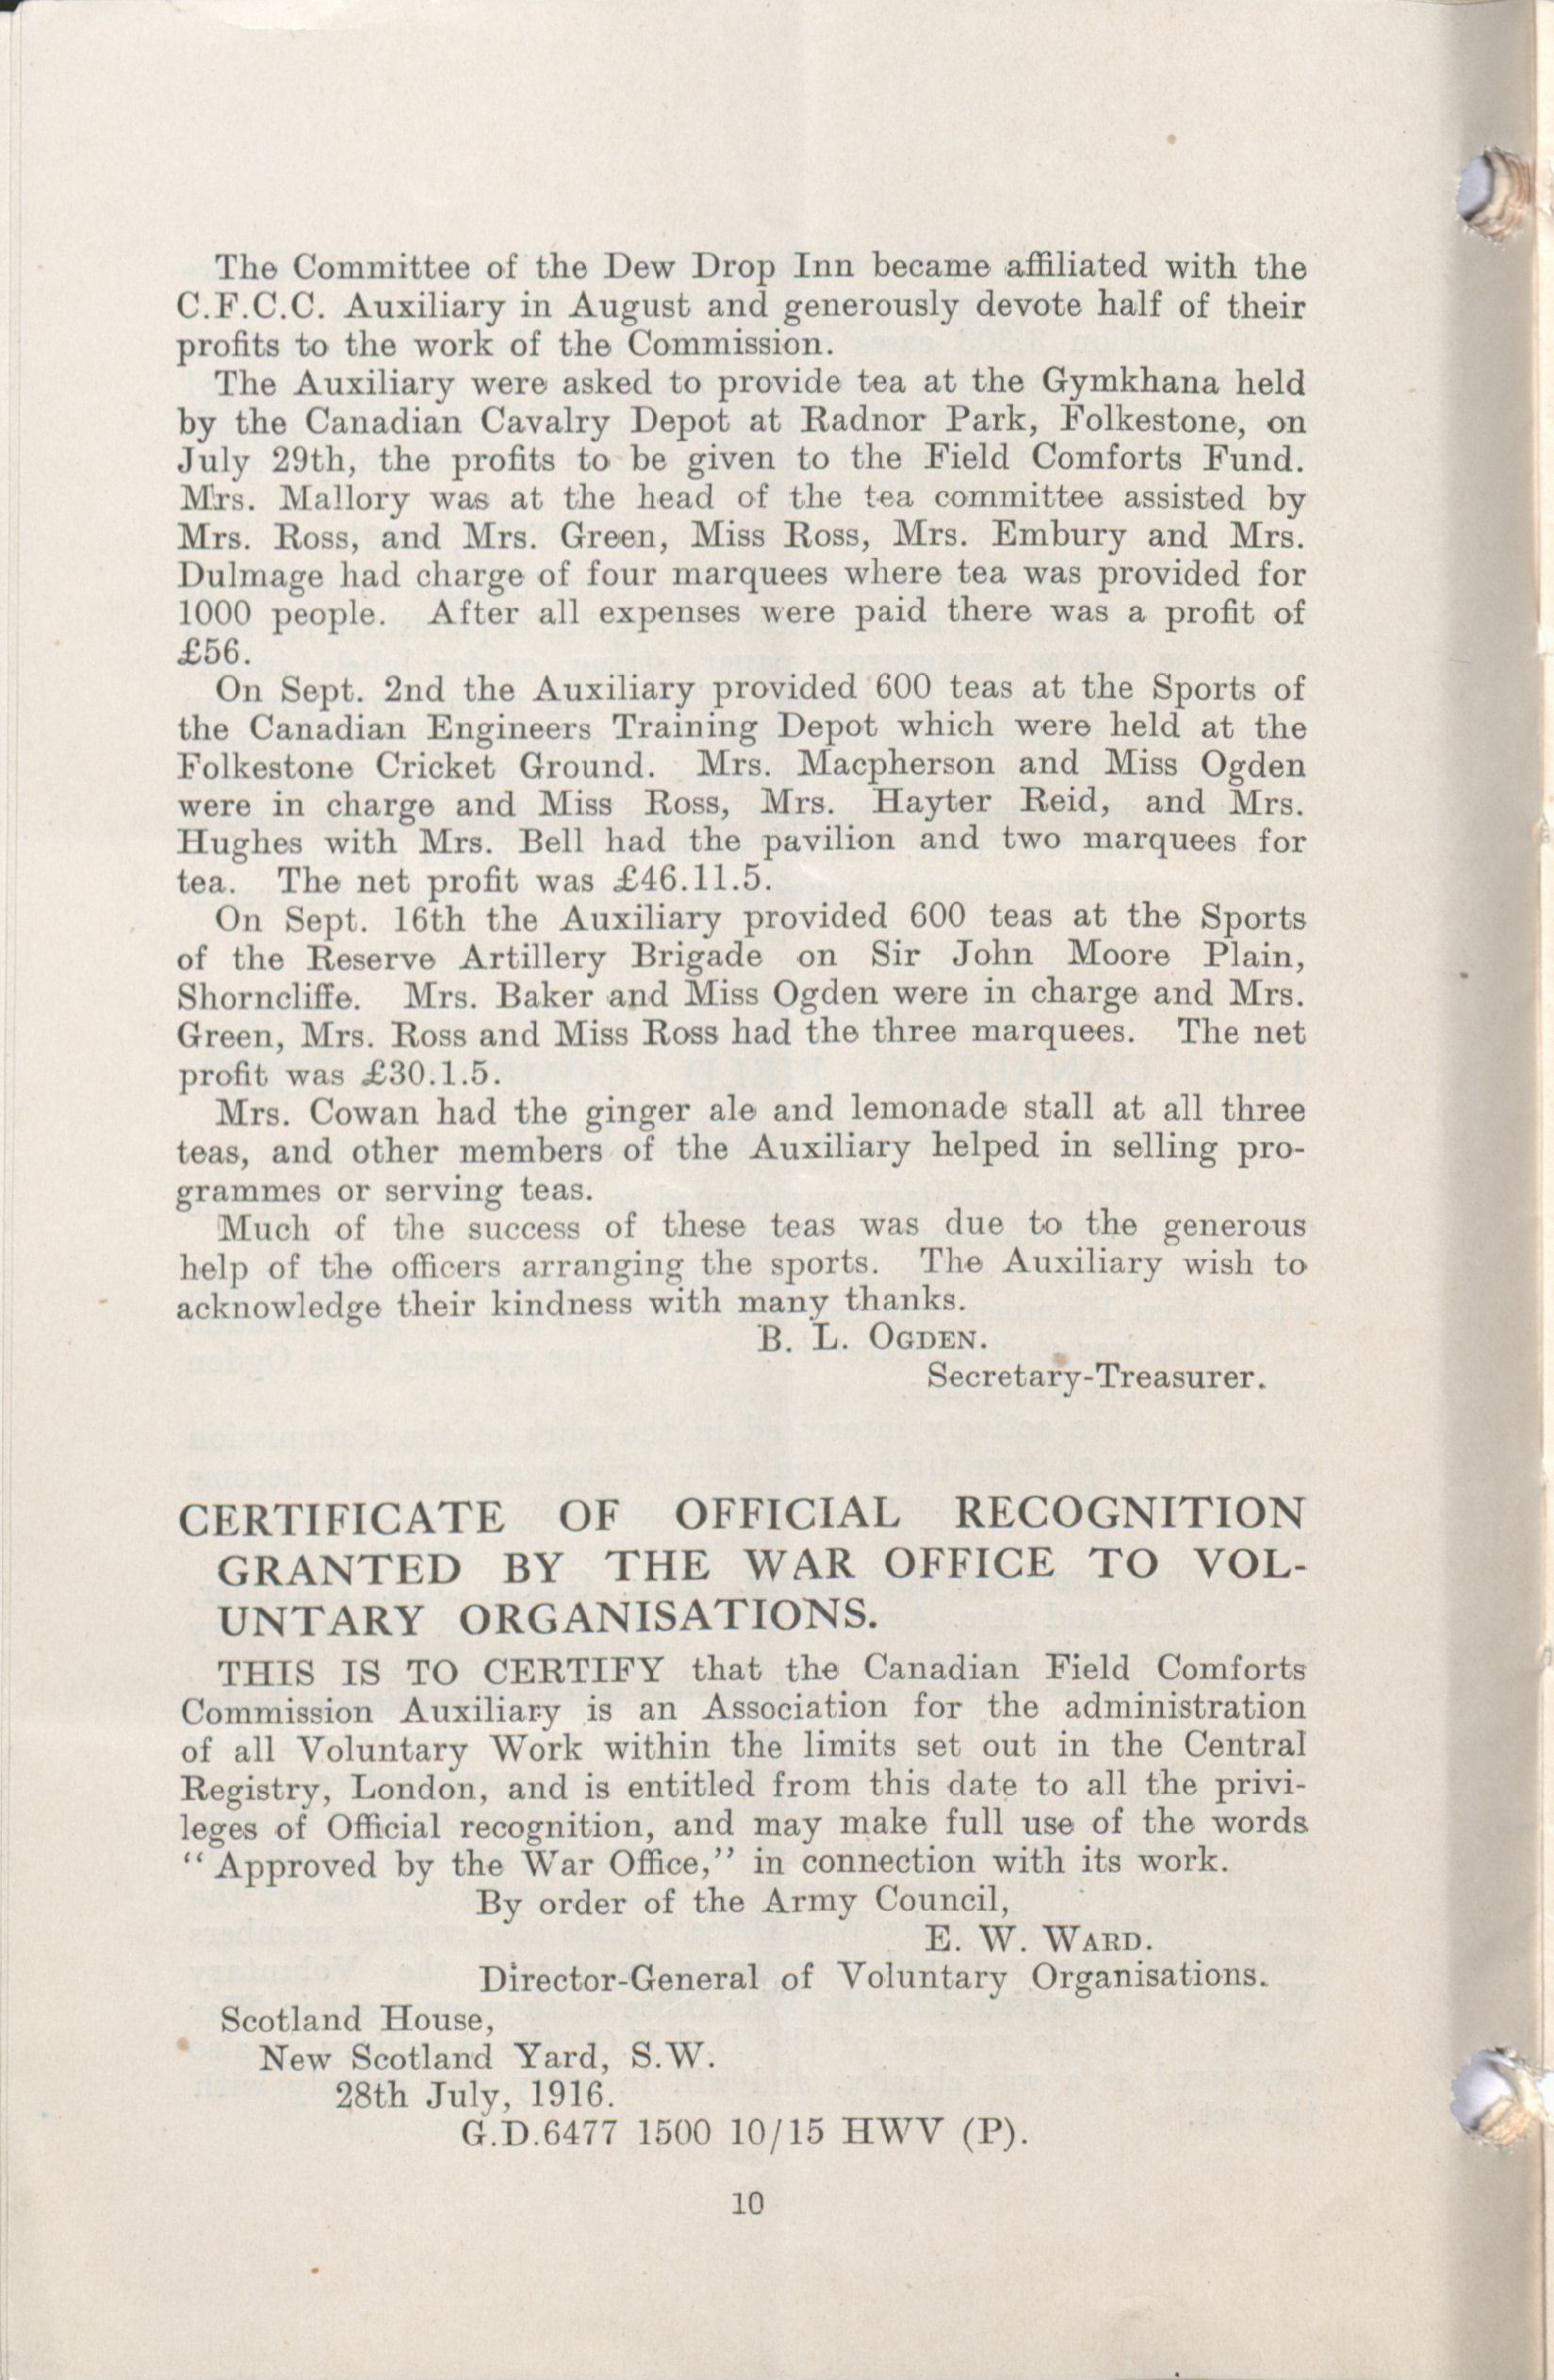 The Committee of the Dew Drop Inn became affiliated with the
C.F.C.C. Auxiliary in August and generously devote half of their
profits to the work of the Commission.
The Auxiliary were asked to provide tea at the Gymkhana held
by the Canadian Cavalry Depot at Radnor Park, Folkestone, on
July 29th, the profits to be given to the Field Comforts Fund.
Mrs. Mallory was at the head of the tea committee assisted by
Mrs. Ross, and Mrs. Green, Miss Ross, Mrs. Embury and Mrs.
Dulmage had charge of four marquees where tea was provided for
1000 people. After all expenses were paid there was a profit of
£56.
On Sept. 2nd the Auxiliary provided 600 teas at the Sports of
the Canadian Engineers Training Depot which were held at the
Folkestone Cricket Ground. Mrs. Macpherson and Miss Ogden
were in charge and Miss Ross, Mrs. Hayter Reid, and Mrs.
Hughes with Mrs. Bell had the pavilion and two marquees for
tea. The net profit was £46.11.5.
On Sept. 16th the Auxiliary provided 600 teas at the Sports
of the Reserve Artillery Brigade on Sir John Moore Plain,
Shorncliffe. Mrs. Baker and Miss Ogden were in charge and Mrs.
Green, Mrs. Ross and Miss Ross had the three marquees. The net
profit was £30.1.5.
Mrs. Cowan had the ginger ale and lemonade stall at all three
teas, and other members of the Auxiliary helped in selling pro-
grammes or serving teas.
Much of the success of these teas was due to the generous
help of the officers arranging the sports. The Auxiliary wish to
acknowledge their kindness with many thanks.
B. L. OGDEN.
Secretary-Treasurer.
CERTIFICATE OF OFFICIAL RECOGNITION
GRANTED BY THE WAR OFFICE TO VOL-
UNTARY ORGANISATIONS.
THIS IS TO CERTIFY that the Canadian Field Comforts
Commission Auxiliary is an Association for the administration
of all Voluntary Work within the limits set out in the Central
Registry, London, and is entitled from this date to all the privi-
leges of Official recognition, and may make full use of the words
“Approved by the War Office,” in connection with its work.
By order of the Army Council,
E. W. WARD.
Director-General of Voluntary Organisations.
Scotland House,
New Scotland Yard, S.W.
28th July, 1916.
G.D.6477 1500 10/15 HWV (P).
10